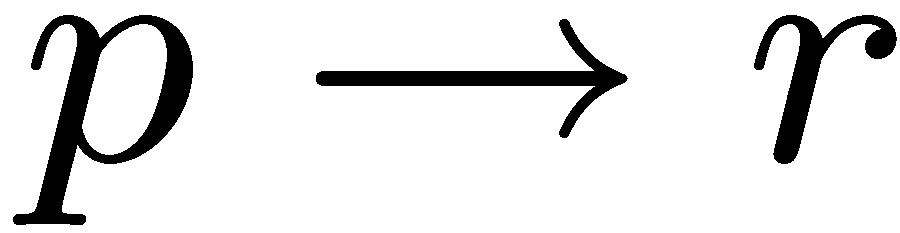 p → r